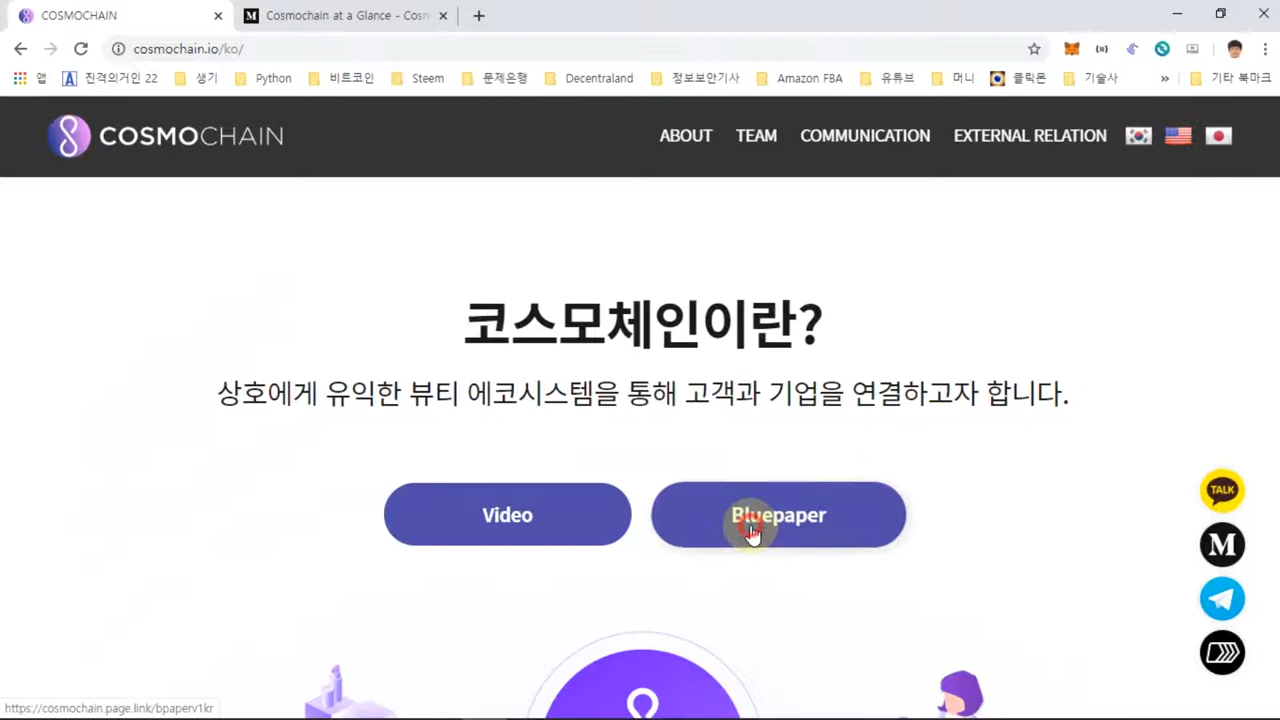 COSMOCHAIN
Cosmochain at a Glance - Cosm
cosmochain.io/ko/
앱
진격의거인 22
생기
Python
비트코인
Steem
문제은행
Decentraland
정보보안기사
Amazon FBA
유튜브
머니
클릭몬
기술사
»
기타 북마크
COSMOCHAIN
ABOUT
TEAM
COMMUNICATION
EXTERNAL RELATION
코스모체인이란?
상호에게 유익한 뷰티 에코시스템을 통해 고객과 기업을 연결하고자 합니다.
Video
Bluepaper
TALK
M
https://cosmochain.page.link/bpaperv1kr